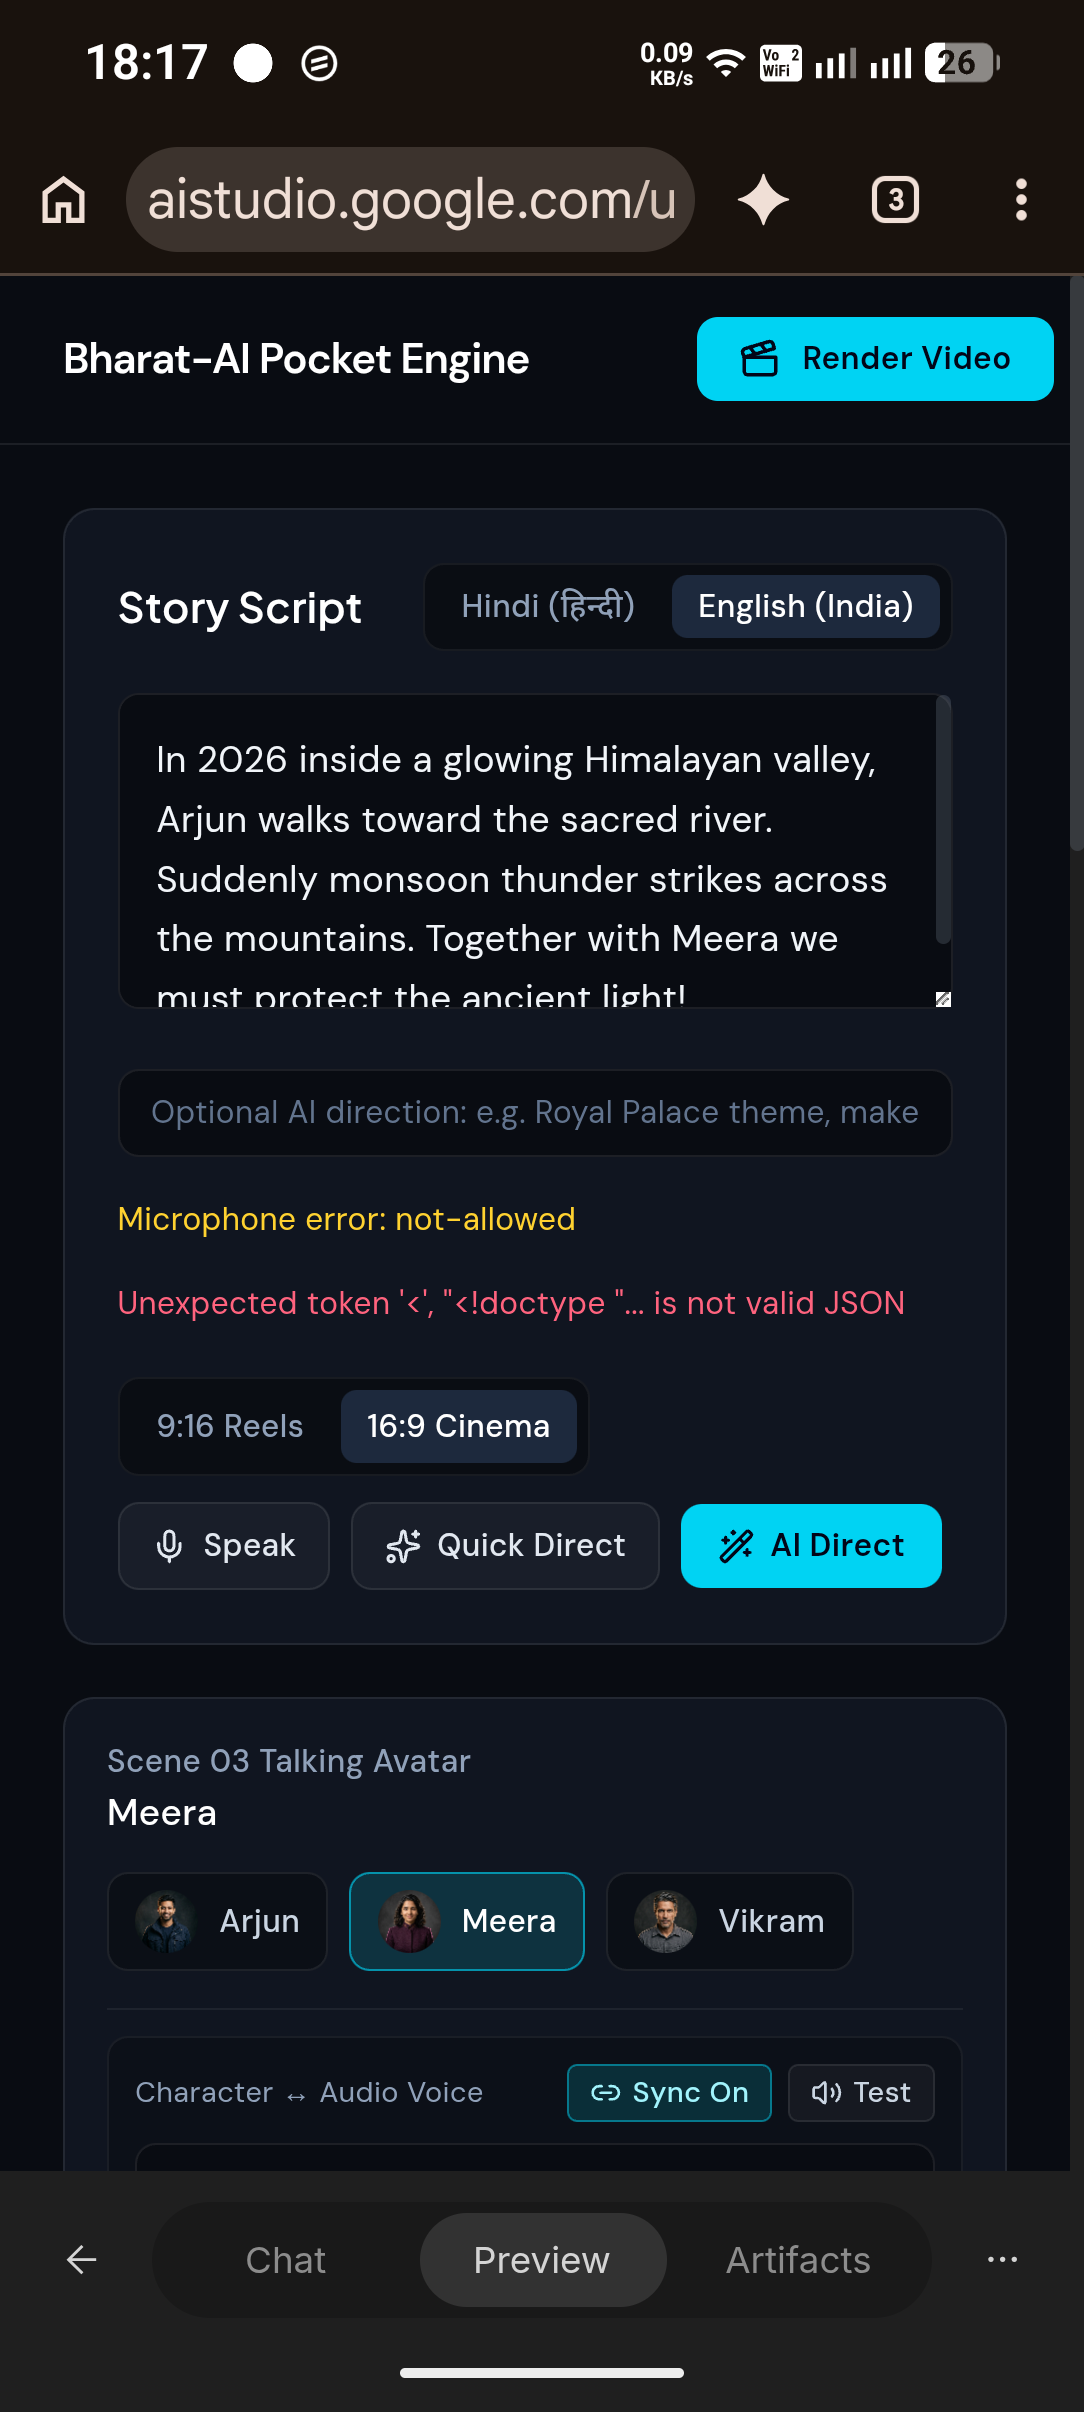 18:17
0.09
KB/s
Vo 2
WiFi
26
aistudio.google.com/u
3
Bharat-AI Pocket Engine
Render Video
Story Script
Hindi (हिन्दी)
English (India)
In 2026 inside a glowing Himalayan valley,
Arjun walks toward the sacred river.
Suddenly monsoon thunder strikes across
the mountains. Together with Meera we
must protect the ancient light!
Optional AI direction: e.g. Royal Palace theme, make
Microphone error: not-allowed
Unexpected token '<', "<!doctype "... is not valid JSON
9:16 Reels
16:9 Cinema
Speak
Quick Direct
AI Direct
Scene 03 Talking Avatar
Meera
Arjun
Meera
Vikram
Character ↔ Audio Voice
Sync On
Test
Chat
Preview
Artifacts